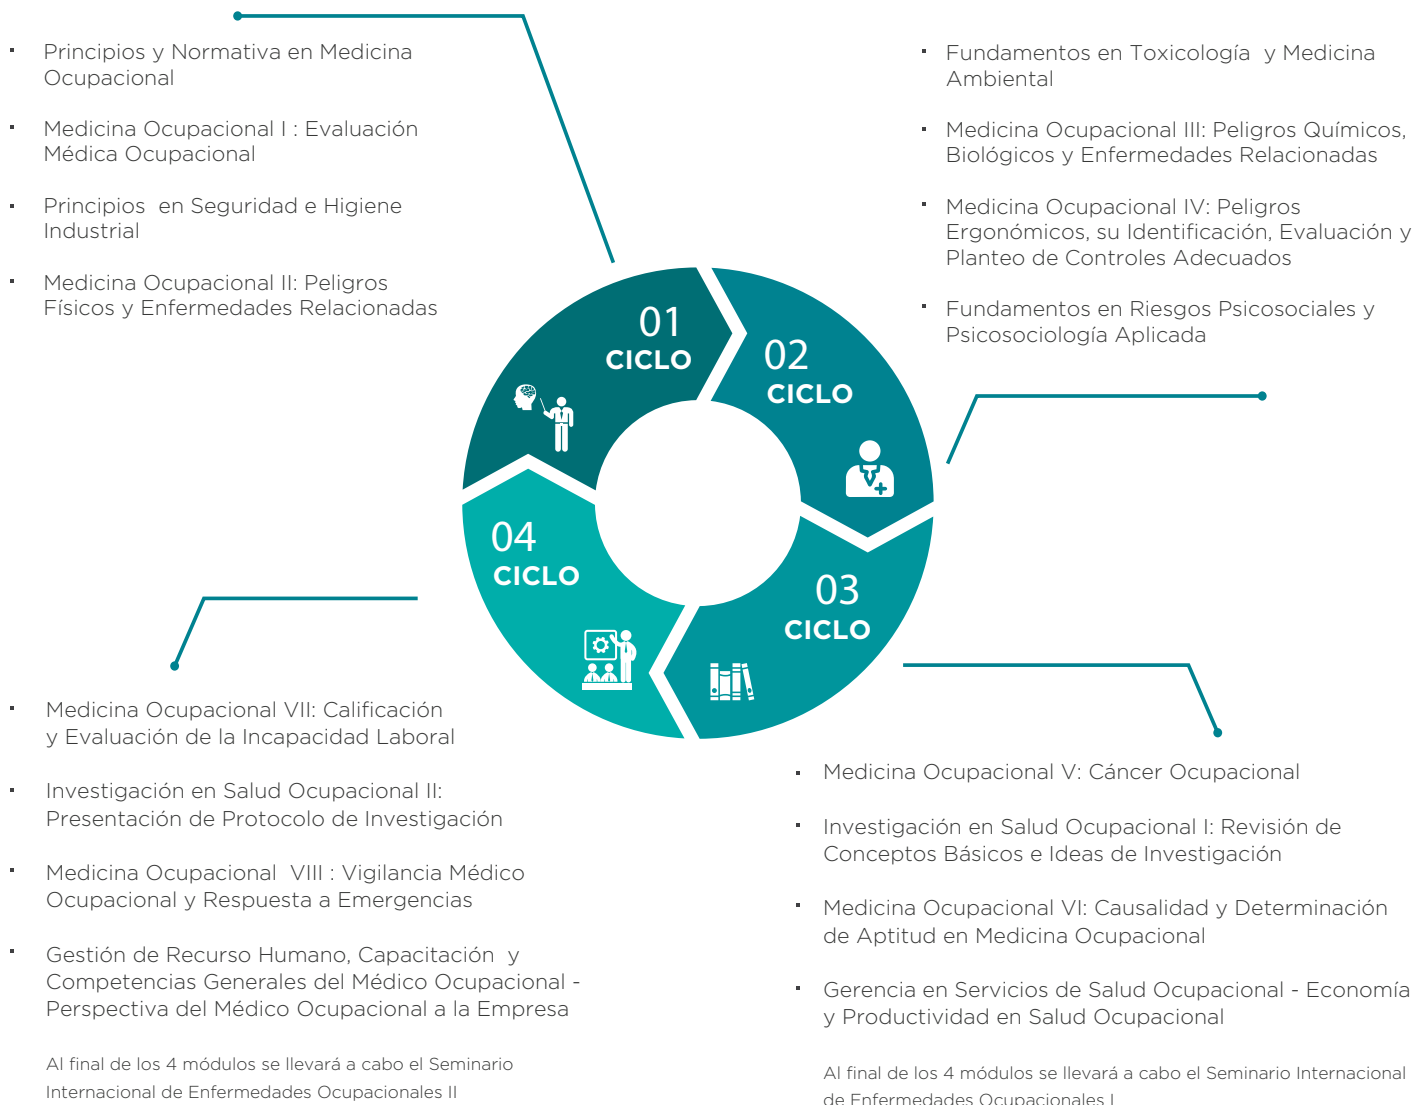 Principios y Normativa en Medicina
Ocupacional
Medicina Ocupacional I : Evaluación
Médica Ocupacional
Principios en Seguridad e Higiene
Industrial
Medicina Ocupacional II: Peligros
Físicos y Enfermedades Relacionadas
Fundamentos en Toxicología y Medicina
Ambiental
Medicina Ocupacional III: Peligros Químicos,
Biológicos y Enfermedades Relacionadas
Medicina Ocupacional IV: Peligros
Ergonómicos, su Identificación, Evaluación y
Planteo de Controles Adecuados
Fundamentos en Riesgos Psicosociales y
Psicosociología Aplicada
01
CICLO
02
CICLO
03
CICLO
04
CICLO
Medicina Ocupacional VII: Calificación
y Evaluación de la Incapacidad Laboral
Investigación en Salud Ocupacional II:
Presentación de Protocolo de Investigación
Medicina Ocupacional VIII : Vigilancia Médico
Ocupacional y Respuesta a Emergencias
Gestión de Recurso Humano, Capacitación y
Competencias Generales del Médico Ocupacional -
Perspectiva del Médico Ocupacional a la Empresa
Al final de los 4 módulos se llevará a cabo el Seminario
Internacional de Enfermedades Ocupacionales II
Medicina Ocupacional V: Cáncer Ocupacional
Investigación en Salud Ocupacional I: Revisión de
Conceptos Básicos e Ideas de Investigación
Medicina Ocupacional VI: Causalidad y Determinación
de Aptitud en Medicina Ocupacional
Gerencia en Servicios de Salud Ocupacional - Economía
y Productividad en Salud Ocupacional
Al final de los 4 módulos se llevará a cabo el Seminario Internacional
de Enfermedades Ocupacionales I